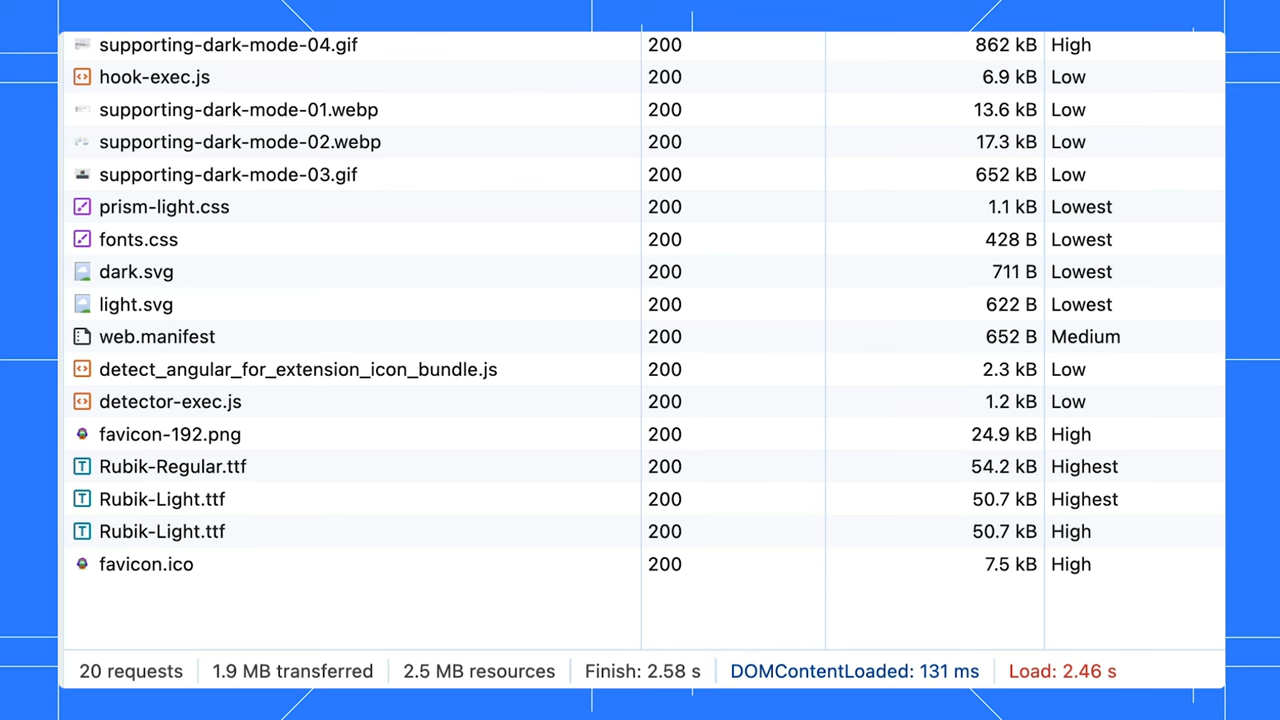 supporting-dark-mode-04.gif 200 862 kB High
hook-exec.js 200 6.9 kB Low
supporting-dark-mode-01.webp 200 13.6 kB Low
supporting-dark-mode-02.webp 200 17.3 kB Low
supporting-dark-mode-03.gif 200 652 kB Low
prism-light.css 200 1.1 kB Lowest
fonts.css 200 428 B Lowest
dark.svg 200 711 B Lowest
light.svg 200 622 B Lowest
web.manifest 200 652 B Medium
detect_angular_for_extension_icon_bundle.js 200 2.3 kB Low
detector-exec.js 200 1.2 kB Low
favicon-192.png 200 24.9 kB High
Rubik-Regular.ttf 200 54.2 kB Highest
Rubik-Light.ttf 200 50.7 kB Highest
Rubik-Light.ttf 200 50.7 kB High
favicon.ico 200 7.5 kB High
20 requests 1.9 MB transferred 2.5 MB resources Finish: 2.58 s DOMContentLoaded: 131 ms Load: 2.46 s